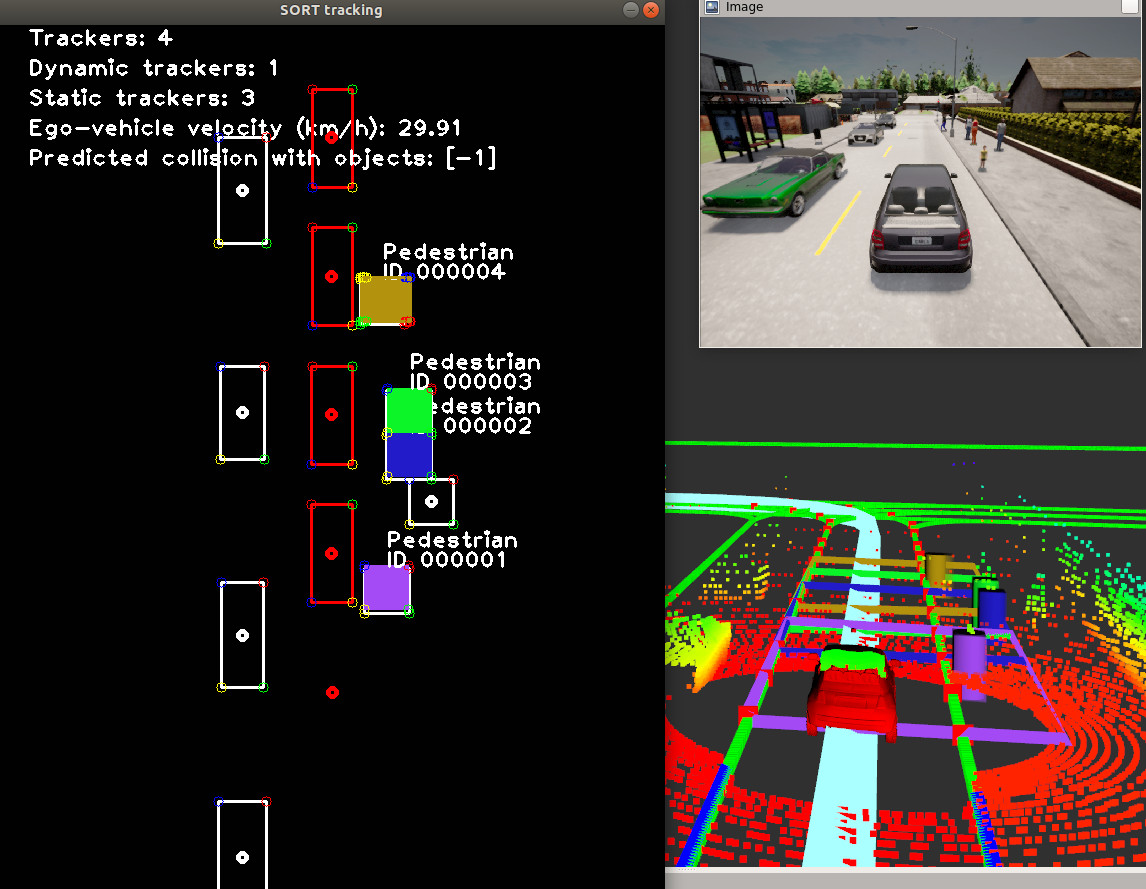 SORT tracking
Image
Trackers: 4
Dynamic trackers: 1
Static trackers: 3
Ego-vehicle velocity (km/h): 29.91
Predicted collision with objects: [-1]
Pedestrian
ID 000004
Pedestrian
ID 000003
edestrian
000002
Pedestrian
ID 000001